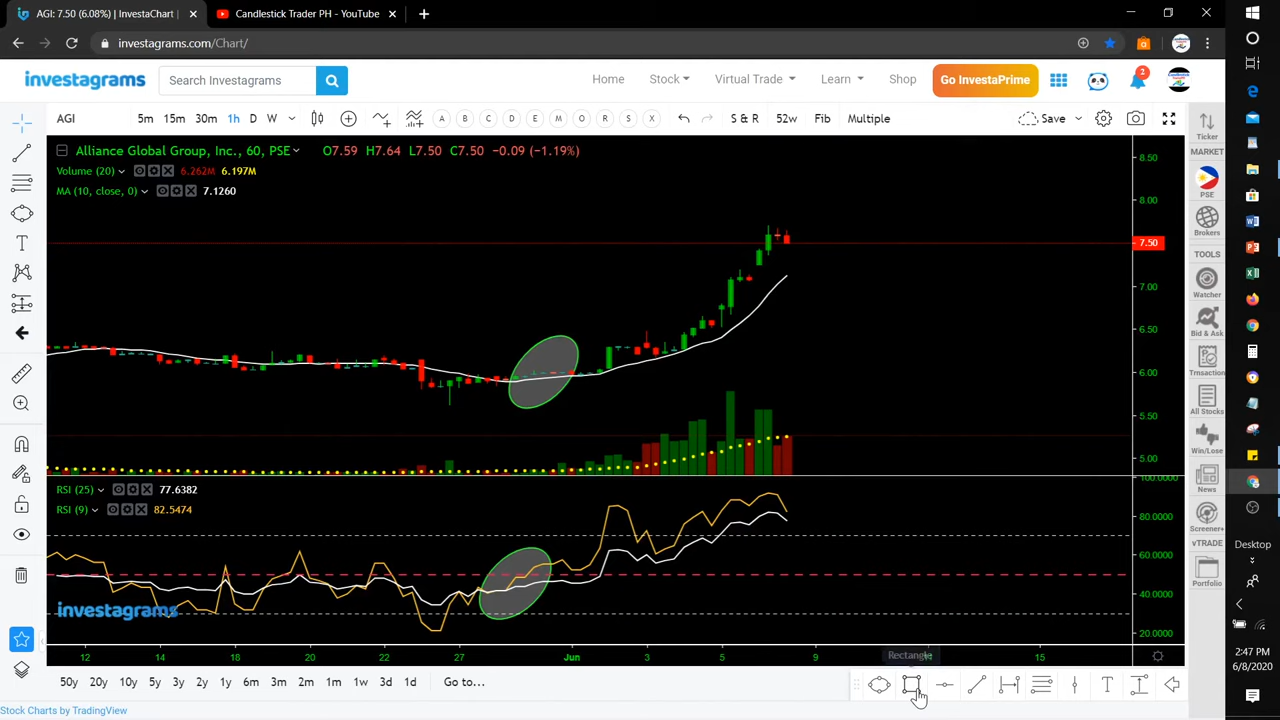 AGI: 7.50 (6.08%) | InvestaChart |
Candlestick Trader PH - YouTube
investagrams.com/Chart/
investagrams
Search Investagrams
Home
Stock
Virtual Trade
Learn
Shop
Go InvestaPrime
2
AGI
5m 15m 30m 1h D W
A B C D E M O R S X
S & R 52w Fib Multiple
Save
Alliance Global Group, Inc., 60, PSE O7.59 H7.64 L7.50 C7.50 −0.09 (−1.19%)
Volume (20) 6.262M 6.197M
MA (10, close, 0) 7.1260
8.50
8.00
7.50
7.00
6.50
6.00
5.50
5.00
RSI (25) 77.6382
RSI (9) 82.5474
100.0000
80.0000
60.0000
40.0000
20.0000
investagrams
12 14 18 20 22 27 Jun 3 5 9 11 15
Rectangle
50y 20y 10y 5y 3y 2y 1y 6m 3m 2m 1m 1w 3d 1d Go to...
Stock Charts by TradingView
Ticker
MARKET
PSE
Brokers
TOOLS
Watcher
Bid & Ask
Trnsaction
All Stocks
Win/Lose
News
Screener+
vTRADE
Portfolio
Desktop
2:47 PM
6/8/2020